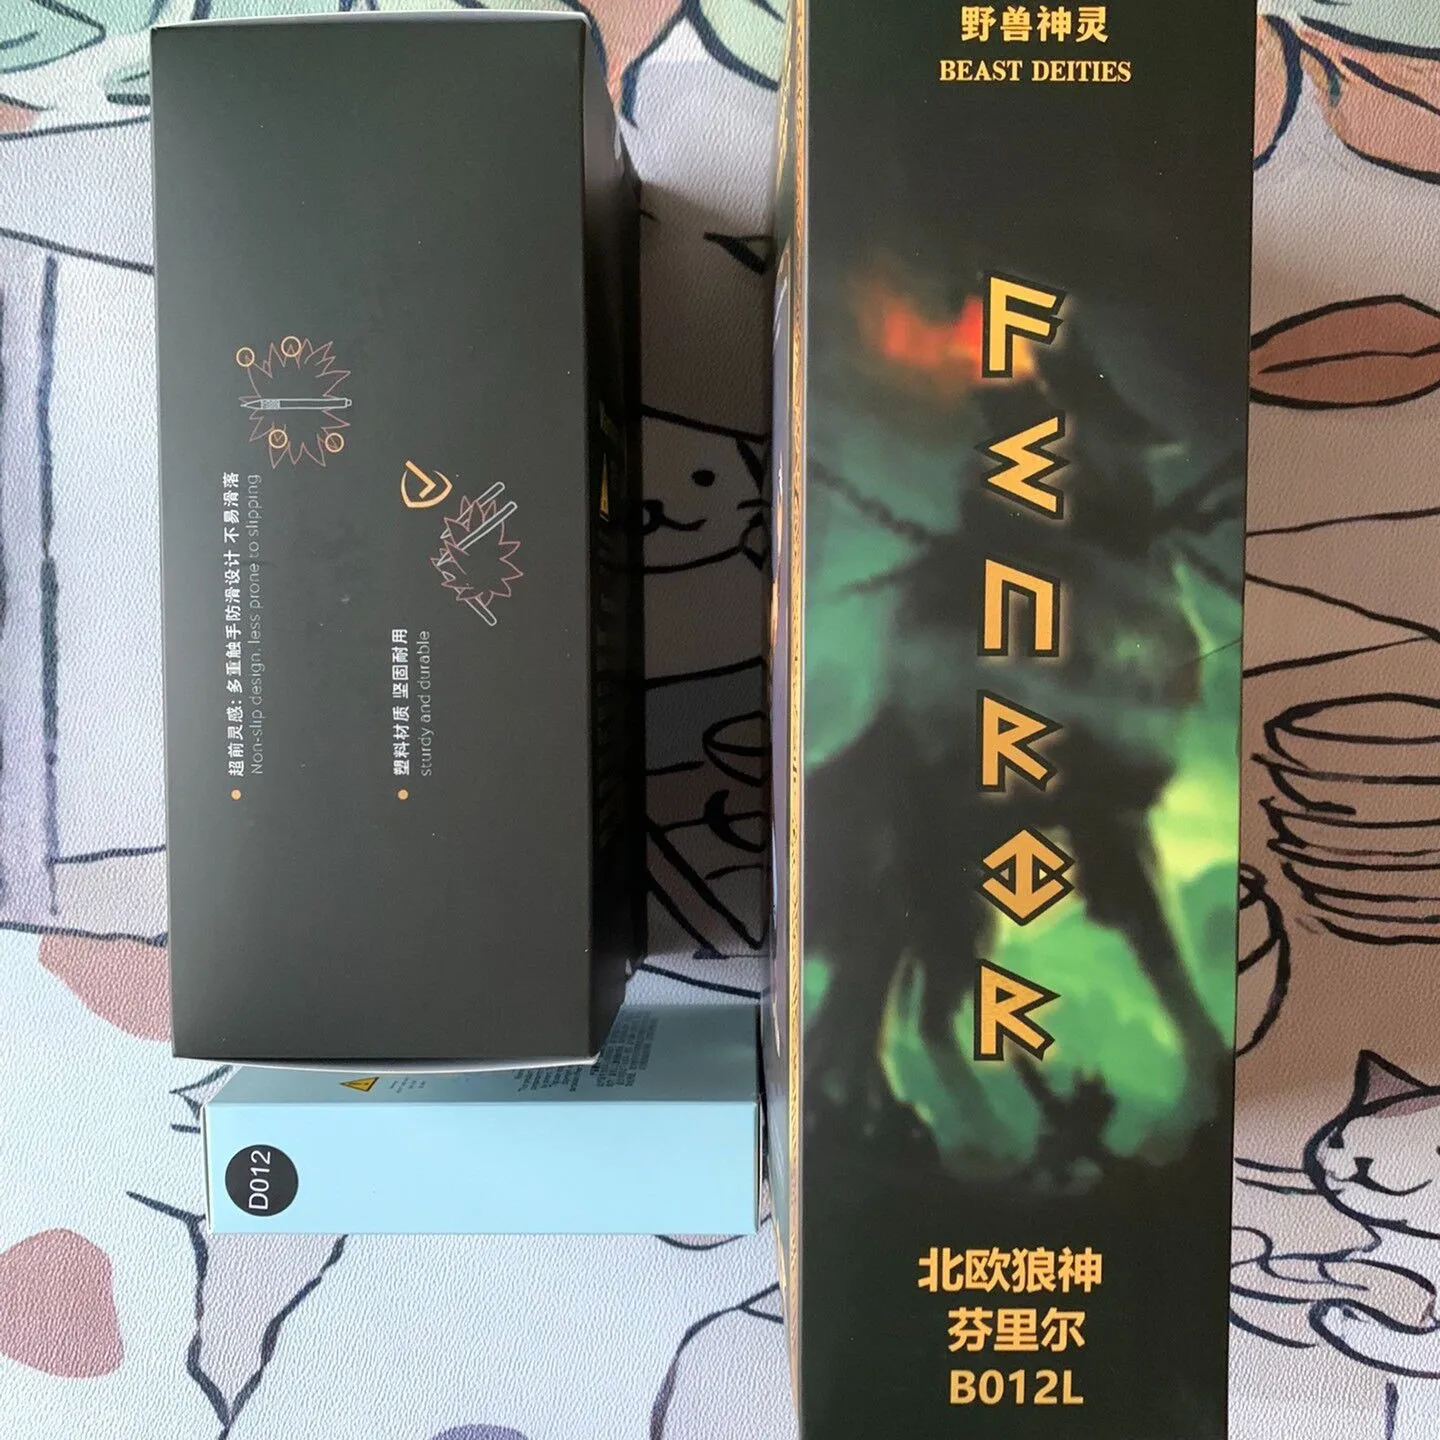 野兽神灵
BEAST DEITIES
FENRIR
北欧狼神
芬里尔
B012L
超前灵感：多重触手防滑设计 不易滑落
Non-slip design, less prone to slipping
塑料材质 坚固耐用
sturdy and durable
D012